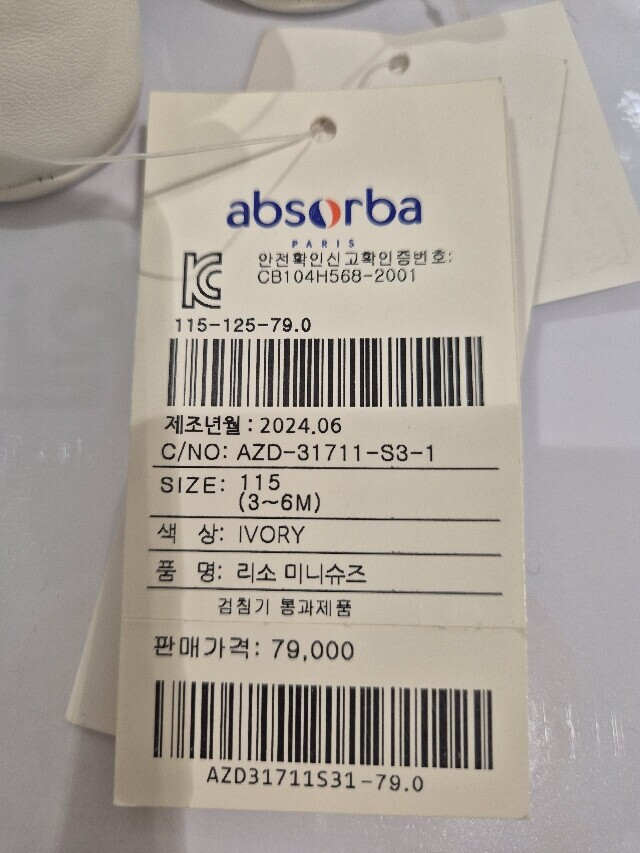 absorba
PARIS
안전확인신고확인증번호:
CB104H568-2001
115-125-79.0
제조년월 : 2024.06
C/NO: AZD-31711-S3-1
SIZE: 115
(3~6M)
색 상: IVORY
품 명: 리소 미니슈즈
검침기 통과제품
판매가격: 79,000
AZD31711S31-79.0